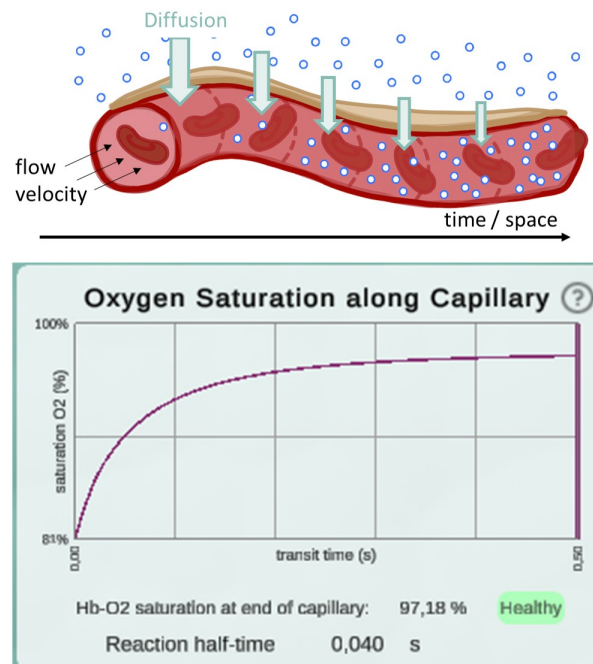 Diffusion
flow
velocity
time / space
Oxygen Saturation along Capillary ?
100%
saturation O2 (%)
81%
0,00
transit time (s)
0,50
Hb-O2 saturation at end of capillary: 97,18 % Healthy
Reaction half-time 0,040 s